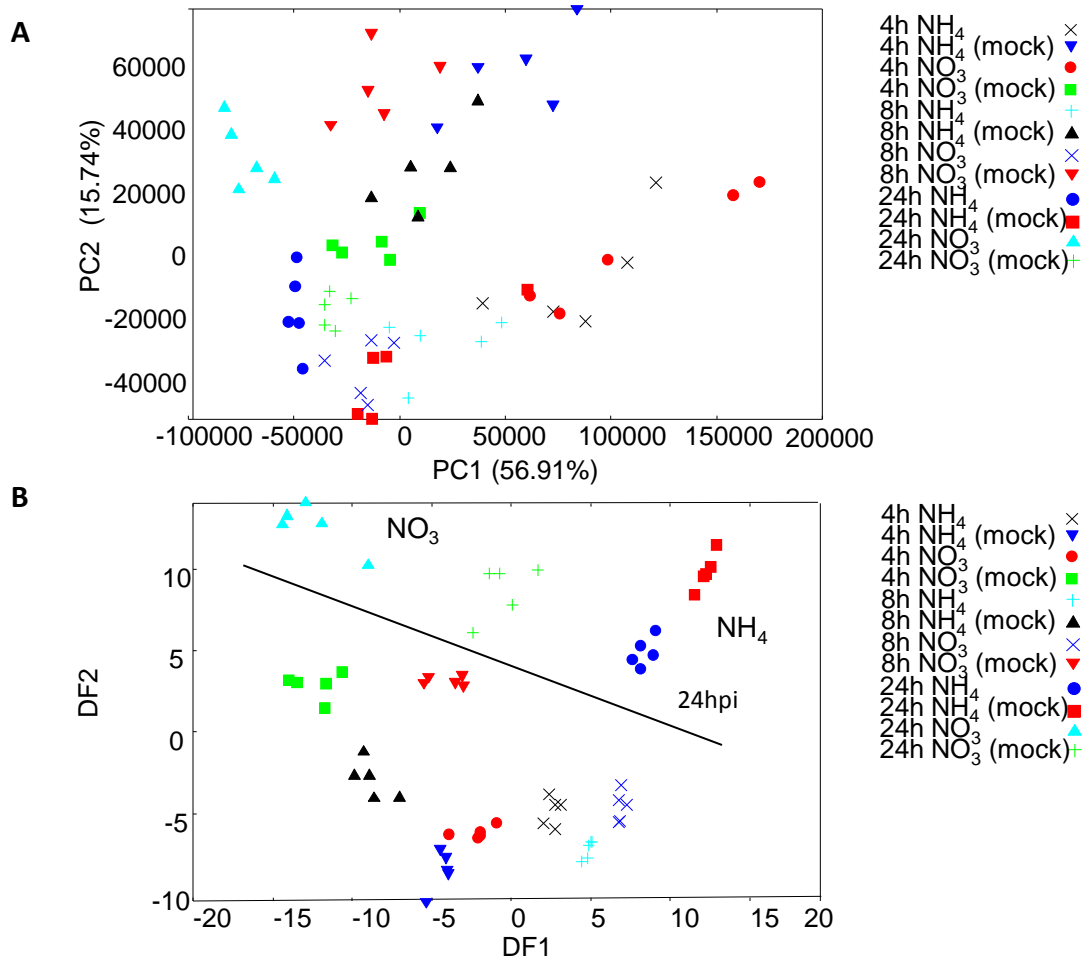 A
60000
40000
20000
0
-20000
-40000
PC2 (15.74%)
-100000 -50000 0 50000 100000 150000 200000
PC1 (56.91%)
4h NH₄
4h NH₄ (mock)
4h NO₃
4h NO₃ (mock)
8h NH₄
8h NH₄ (mock)
8h NO₃
8h NO₃ (mock)
24h NH₄
24h NH₄ (mock)
24h NO₃
24h NO₃ (mock)
B
NO₃
NH₄
24hpi
10
5
0
-5
-10
DF2
-20 -15 -10 -5 0 5 10 15 20
DF1
4h NH₄
4h NH₄ (mock)
4h NO₃
4h NO₃ (mock)
8h NH₄
8h NH₄ (mock)
8h NO₃
8h NO₃ (mock)
24h NH₄
24h NH₄ (mock)
24h NO₃
24h NO₃ (mock)